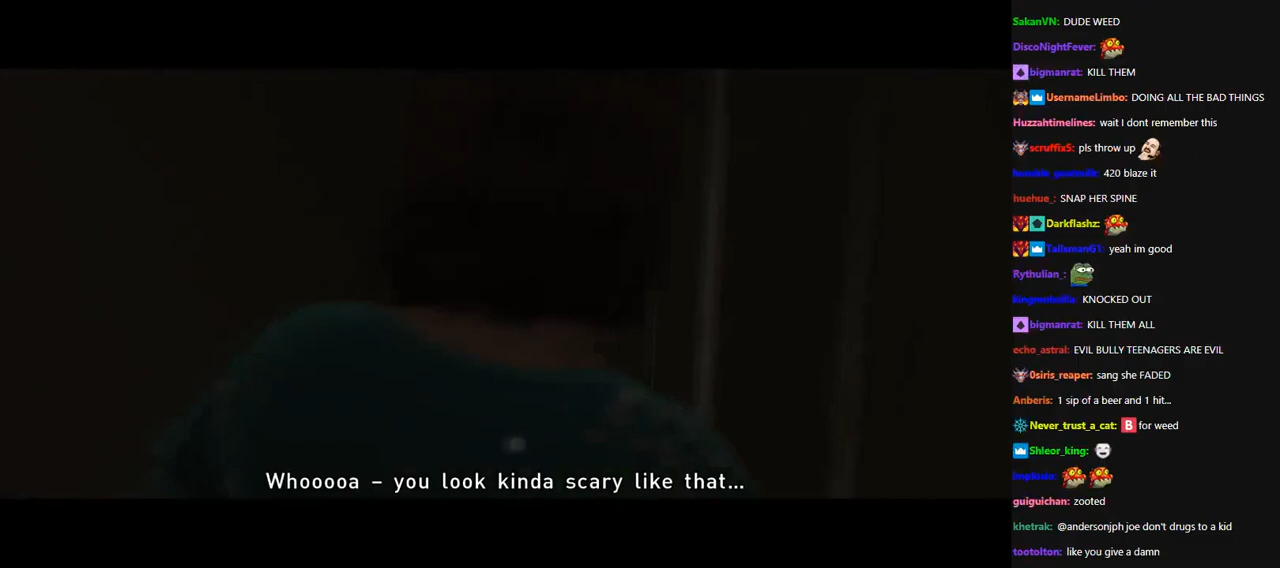 SakanVN: DUDE WEED
DiscoNightFever:
bigmanrat: KILL THEM
UsernameLimbo: DOING ALL THE BAD THINGS
Huzzahtimelines: wait I dont remember this
scruffixS: pls throw up
420 blaze it
huehue_: SNAP HER SPINE
Darkflashz:
TalismanG1: yeah im good
Rythulian_:
KNOCKED OUT
bigmanrat: KILL THEM ALL
echo_astral: EVIL BULLY TEENAGERS ARE EVIL
0siris_reaper: sang she FADED
Anberis: 1 sip of a beer and 1 hit...
Never_trust_a_cat: B for weed
Shleor_king:
guiguichan: zooted
khetrak: @andersonjph joe don't drugs to a kid
tootolton: like you give a damn
Whooooa – you look kinda scary like that...